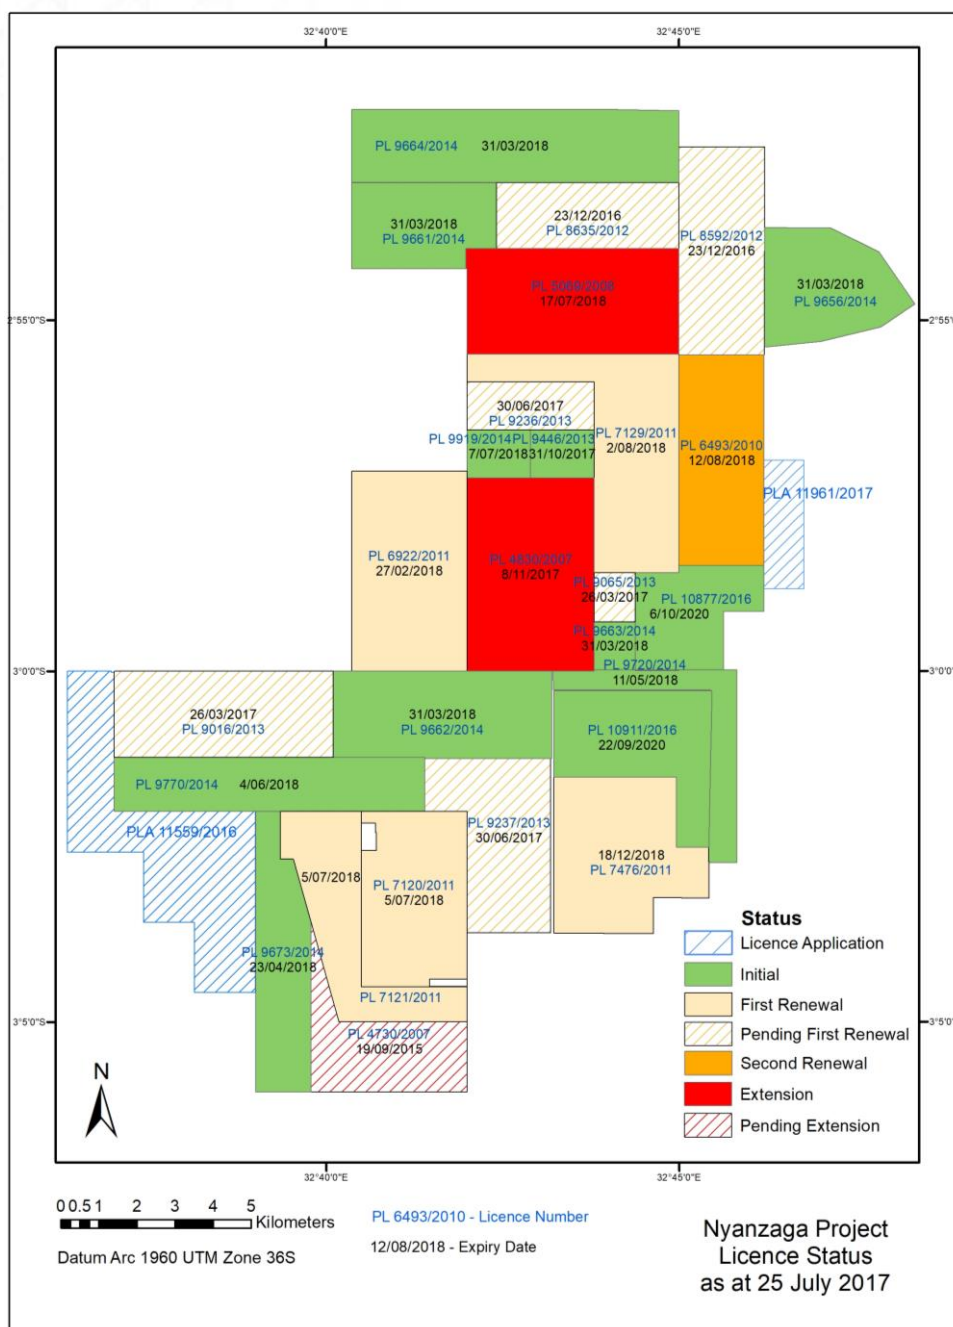 32°40'0"E 32°45'0"E
PL 9664/2014 31/03/2018
31/03/2018
PL 9661/2014
23/12/2016
PL 8635/2012
PL 8592/2012
23/12/2016
31/03/2018
PL 9656/2014
17/07/2018
2°55'0"S 2°55'0"S
30/06/2017
PL 9236/2013
PL 9919/2014
7/07/2018
PL 9446/2013
31/10/2017
PL 7129/2011
2/08/2018
PL 6493/2010
12/08/2018
PLA 11961/2017
PL 6922/2011
27/02/2018
PL 4830/2007
8/11/2017
PL 9065/2013
26/03/2017
PL 10877/2016
6/10/2020
PL 9663/2014
31/03/2018
3°0'0"S 3°0'0"S
PL 9720/2014
11/05/2018
26/03/2017
PL 9016/2013
31/03/2018
PL 9662/2014
PL 10911/2016
22/09/2020
PL 9770/2014 4/06/2018
PLA 11559/2016
PL 9237/2013
30/06/2017
18/12/2018
PL 7476/2011
5/07/2018
PL 7120/2011
5/07/2018
PL 9673/2014
23/04/2018
PL 7121/2011
PL 4730/2007
19/09/2015
3°5'0"S 3°5'0"S
Status
Licence Application
Initial
First Renewal
Pending First Renewal
Second Renewal
Extension
Pending Extension
N
32°40'0"E 32°45'0"E
0 0.5 1 2 3 4 5
Kilometers
Datum Arc 1960 UTM Zone 36S
PL 6493/2010 - Licence Number
12/08/2018 - Expiry Date
Nyanzaga Project
Licence Status
as at 25 July 2017